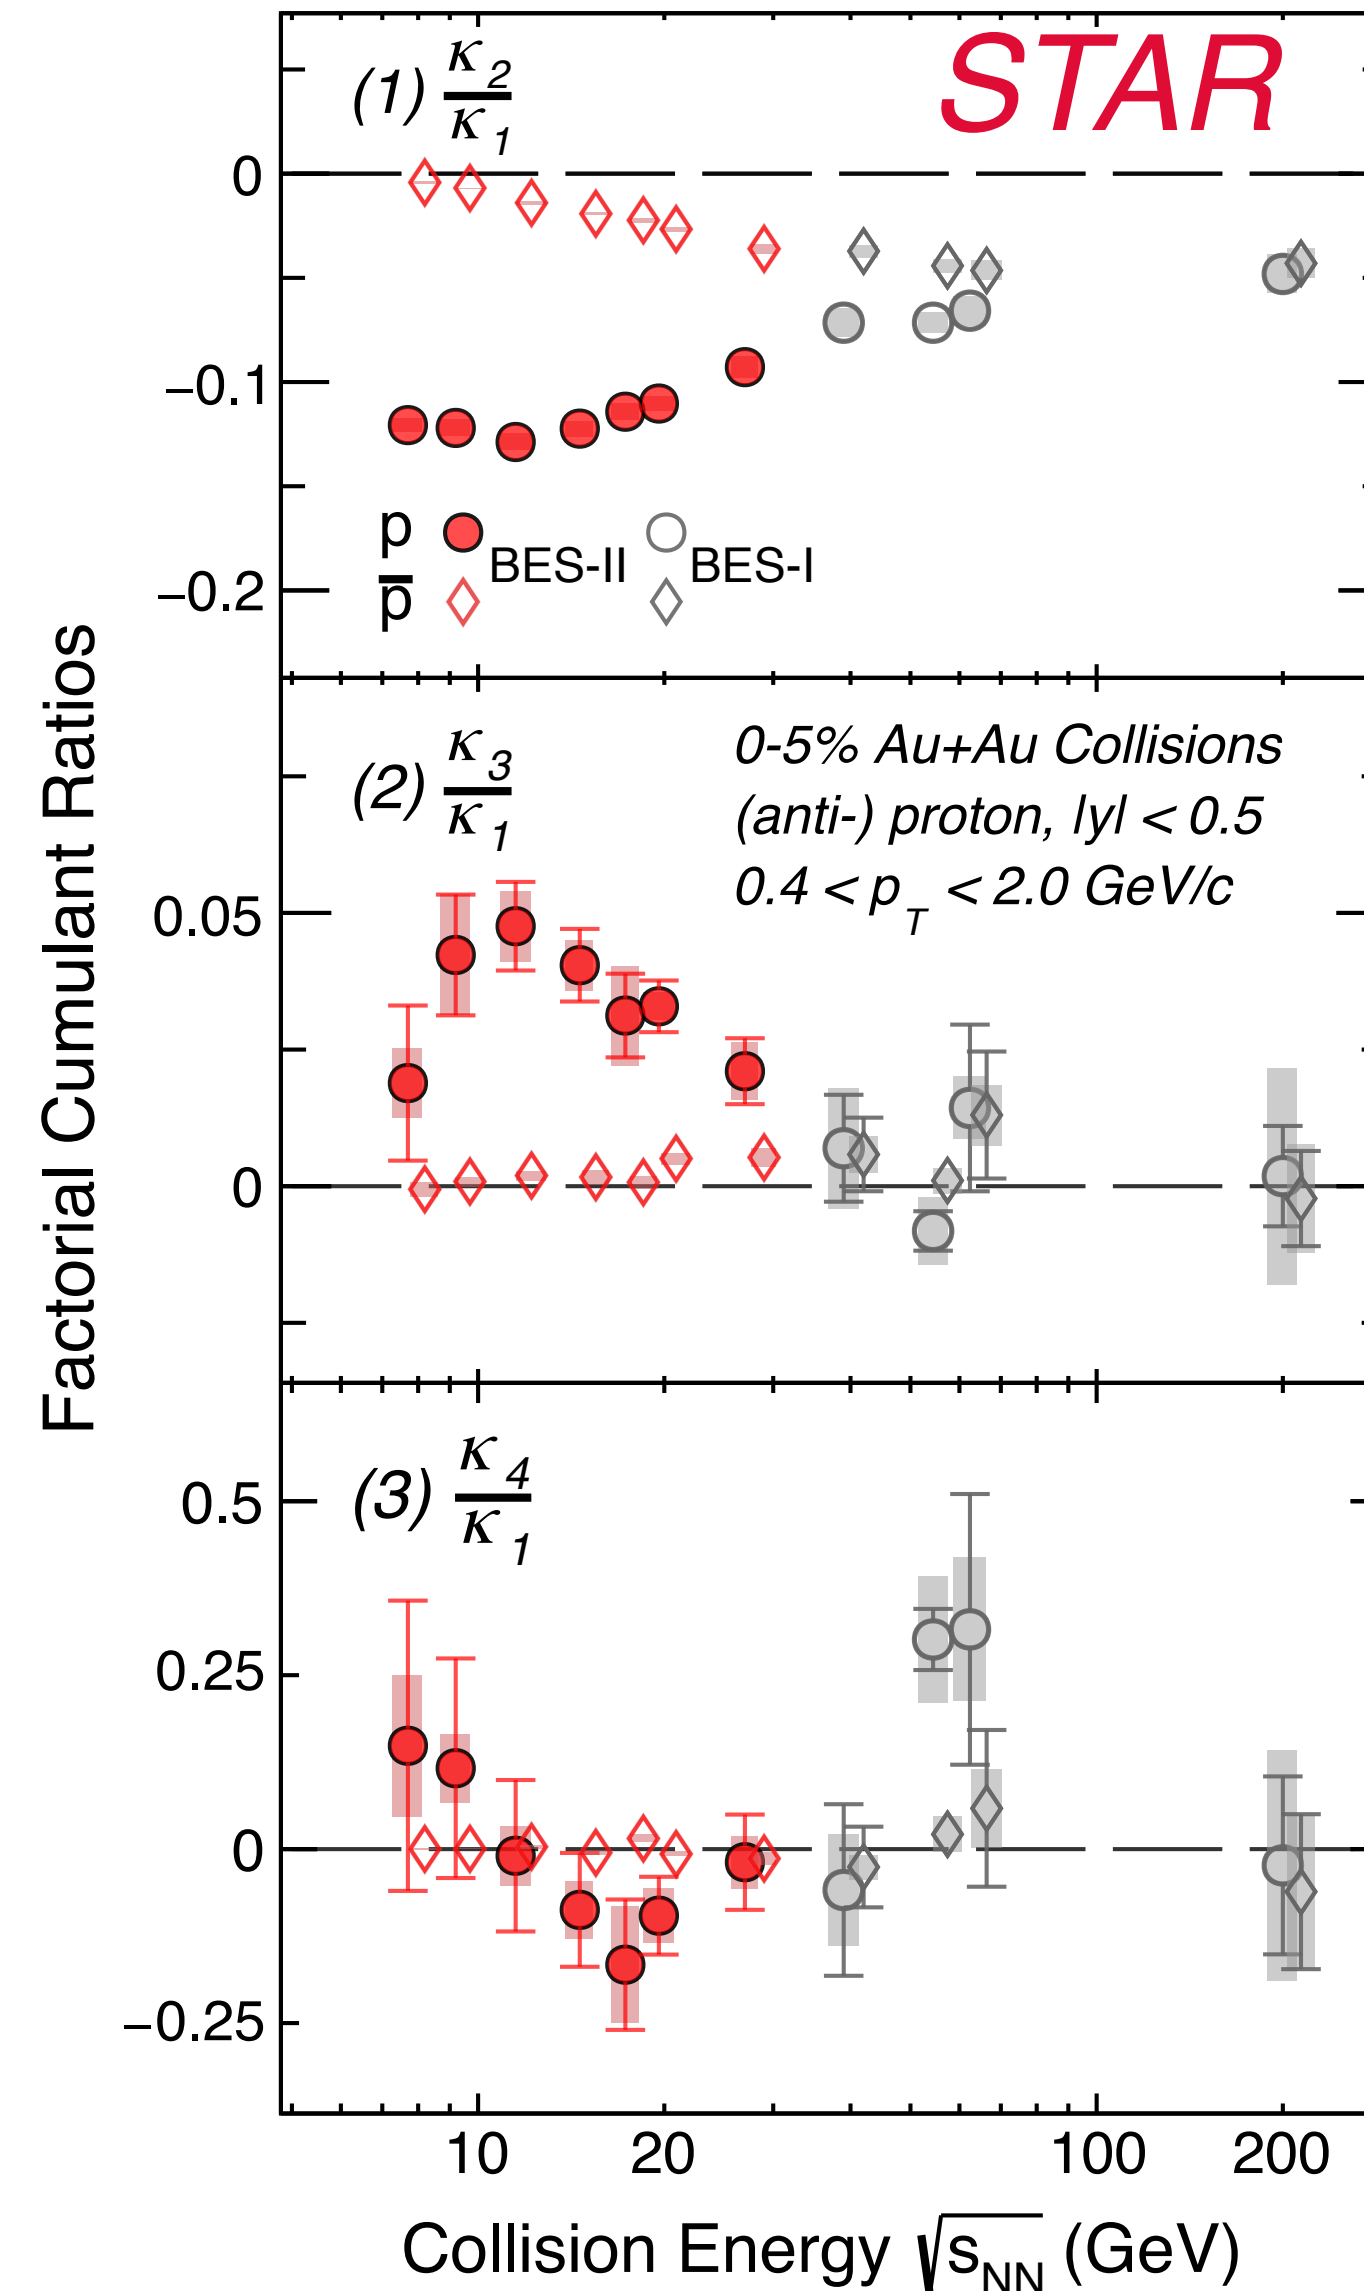 STAR
(1) κ2/κ1
0
−0.1
−0.2
p BES-II BES-I
p̅
Factorial Cumulant Ratios
(2) κ3/κ1
0-5% Au+Au Collisions
(anti-) proton, lyl < 0.5
0.4 < pT < 2.0 GeV/c
0.05
0
(3) κ4/κ1
0.5
0.25
0
−0.25
10 20 100 200
Collision Energy √sNN (GeV)